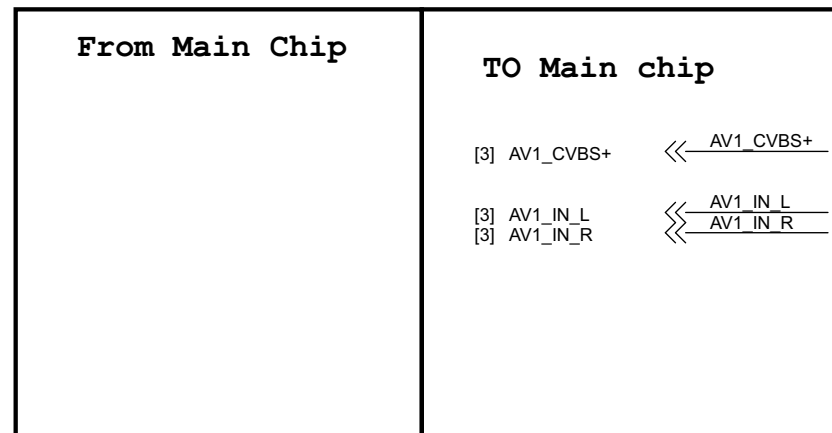 From Main Chip
TO Main chip
[3] AV1_CVBS+ AV1_CVBS+
[3] AV1_IN_L AV1_IN_L
[3] AV1_IN_R AV1_IN_R